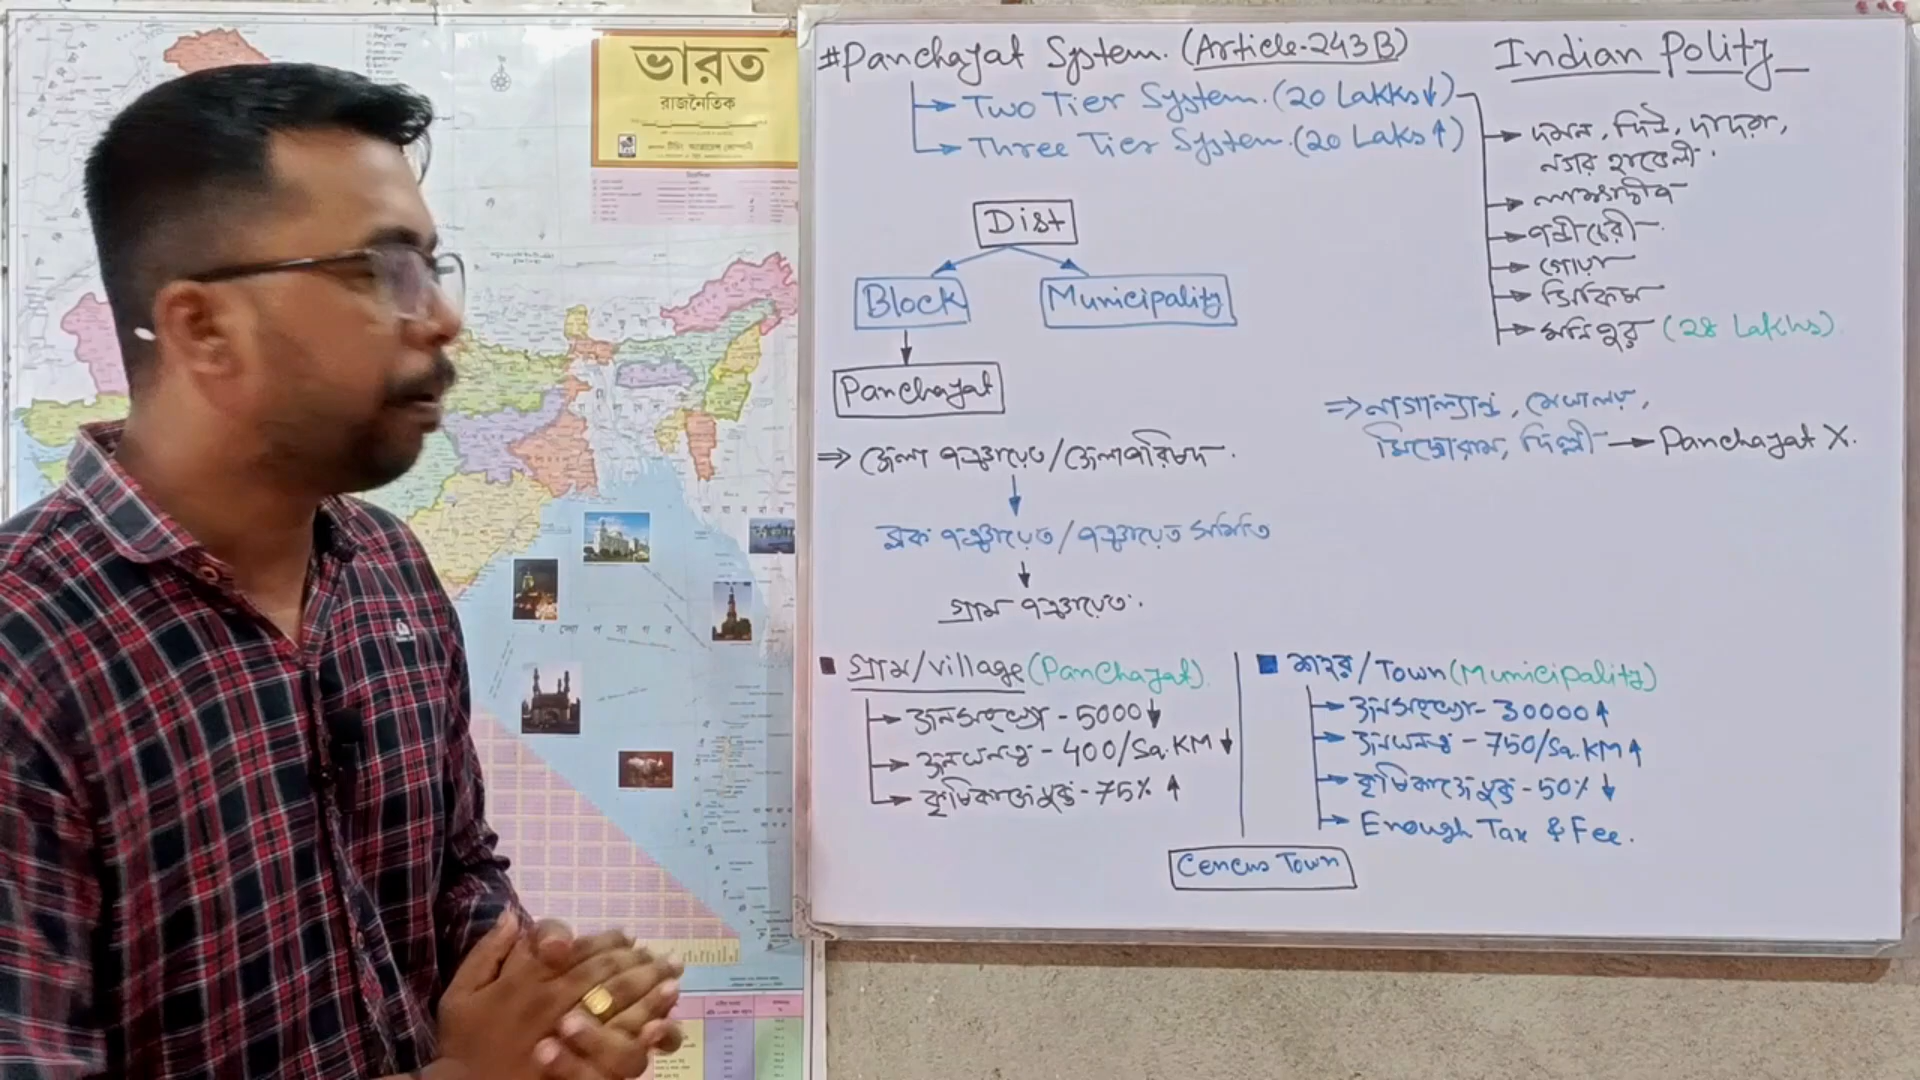 ভারত
রাজনৈতিক
#Panchayat System. (Article-243B)
Indian Polity
Two Tier System. (20 Lakhs↓)
Three Tier System. (20 Laks↑)
→ দমন, দিউ, দাদরা,
নগর হাভেলী.
→ লাক্ষাদ্বীপ
→ পন্ডীচেরী
→ গোয়া
→ সিকিম
→ মনিপুর (28 Lakhs)
Dist
Block
Municipality
Panchayat
⇒ নাগাল্যান্ড, মেঘালয়,
মিজোরাম, দিল্লী → Panchayat X.
⇒ জেলা পঞ্চায়েত/জেলাপরিষদ.
ব্লক পঞ্চায়েত/পঞ্চায়েত সমিতি
গ্রাম পঞ্চায়েত.
গ্রাম/Village (Panchayat)
→ জনসংখ্যা - 5000↓
→ জনঘনত্ব - 400/Sq.KM↓
→ কৃষিকাজে যুক্ত - 75% ↑
শহর/Town (Municipality)
→ জনসংখ্যা - 30000↑
→ জনঘনত্ব - 750/Sq.KM↑
→ কৃষিকাজে যুক্ত - 50% ↓
→ Enough Tax & Fee.
Cencus Town
ব ঙ্গো প সা গ র